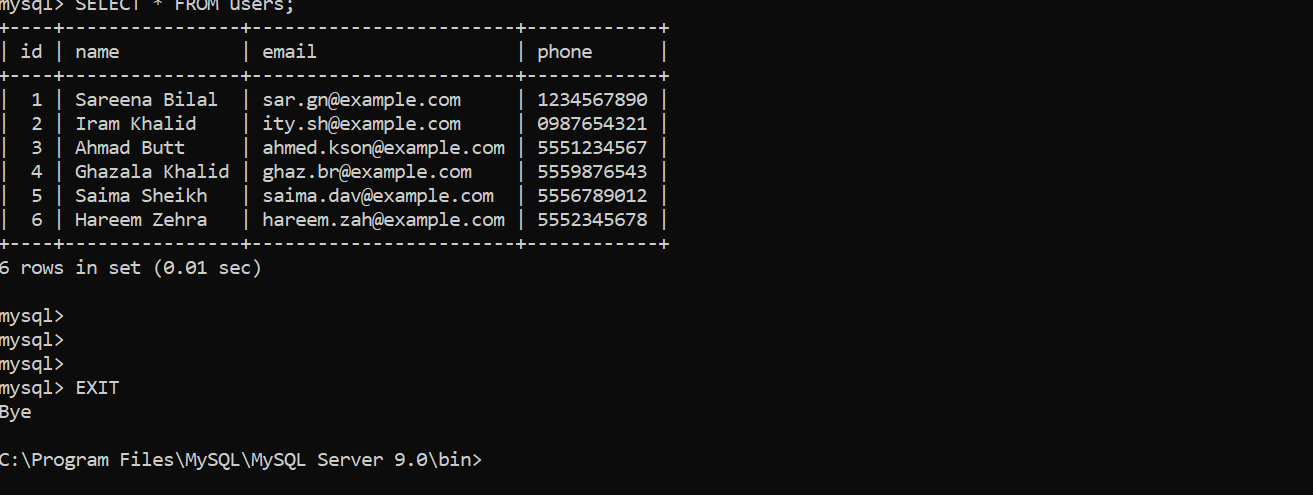 mysql> SELECT * FROM users;
+----+----------------+------------------------+------------+
| id | name           | email                  | phone      |
+----+----------------+------------------------+------------+
|  1 | Sareena Bilal  | sar.gn@example.com     | 1234567890 |
|  2 | Iram Khalid    | ity.sh@example.com     | 0987654321 |
|  3 | Ahmad Butt     | ahmed.kson@example.com | 5551234567 |
|  4 | Ghazala Khalid | ghaz.br@example.com    | 5559876543 |
|  5 | Saima Sheikh   | saima.dav@example.com  | 5556789012 |
|  6 | Hareem Zehra   | hareem.zah@example.com | 5552345678 |
+----+----------------+------------------------+------------+
6 rows in set (0.01 sec)
mysql>
mysql>
mysql>
mysql> EXIT
Bye
C:\Program Files\MySQL\MySQL Server 9.0\bin>